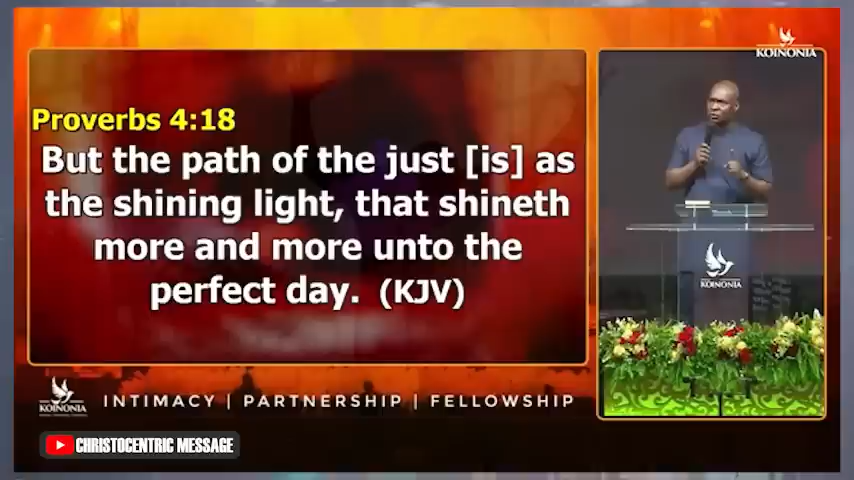 KOINONIA
Proverbs 4:18
But the path of the just [is] as
the shining light, that shineth
more and more unto the
perfect day. (KJV)
KOINONIA
KOINONIA
INTIMACY | PARTNERSHIP | FELLOWSHIP
CHRISTOCENTRIC MESSAGE